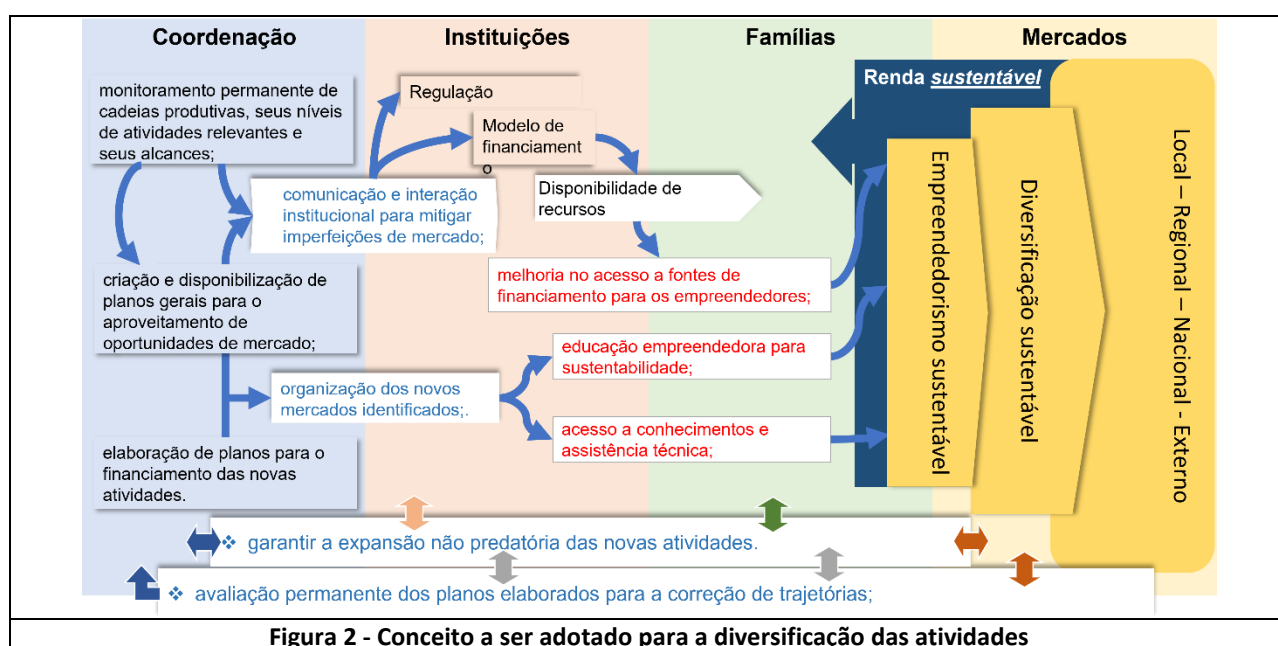 Coordenação
Instituições
Famílias
Mercados
monitoramento permanente de
cadeias produtivas, seus níveis
de atividades relevantes e
seus alcances;
Regulação
Modelo de
financiament
o
comunicação e interação
institucional para mitigar
imperfeições de mercado;
Disponibilidade de
recursos
criação e disponibilização de
planos gerais para o
aproveitamento de
oportunidades de mercado;
melhoria no acesso a fontes de
financiamento para os empreendedores;
educação empreendedora para
sustentabilidade;
organização dos novos
mercados identificados;.
acesso a conhecimentos e
assistência técnica;
elaboração de planos para o
financiamento das novas
atividades.
Renda sustentável
Empreendedorismo sustentável
Diversificação sustentável
Local – Regional – Nacional - Externo
❖ garantir a expansão não predatória das novas atividades.
❖ avaliação permanente dos planos elaborados para a correção de trajetórias;
Figura 2 - Conceito a ser adotado para a diversificação das atividades